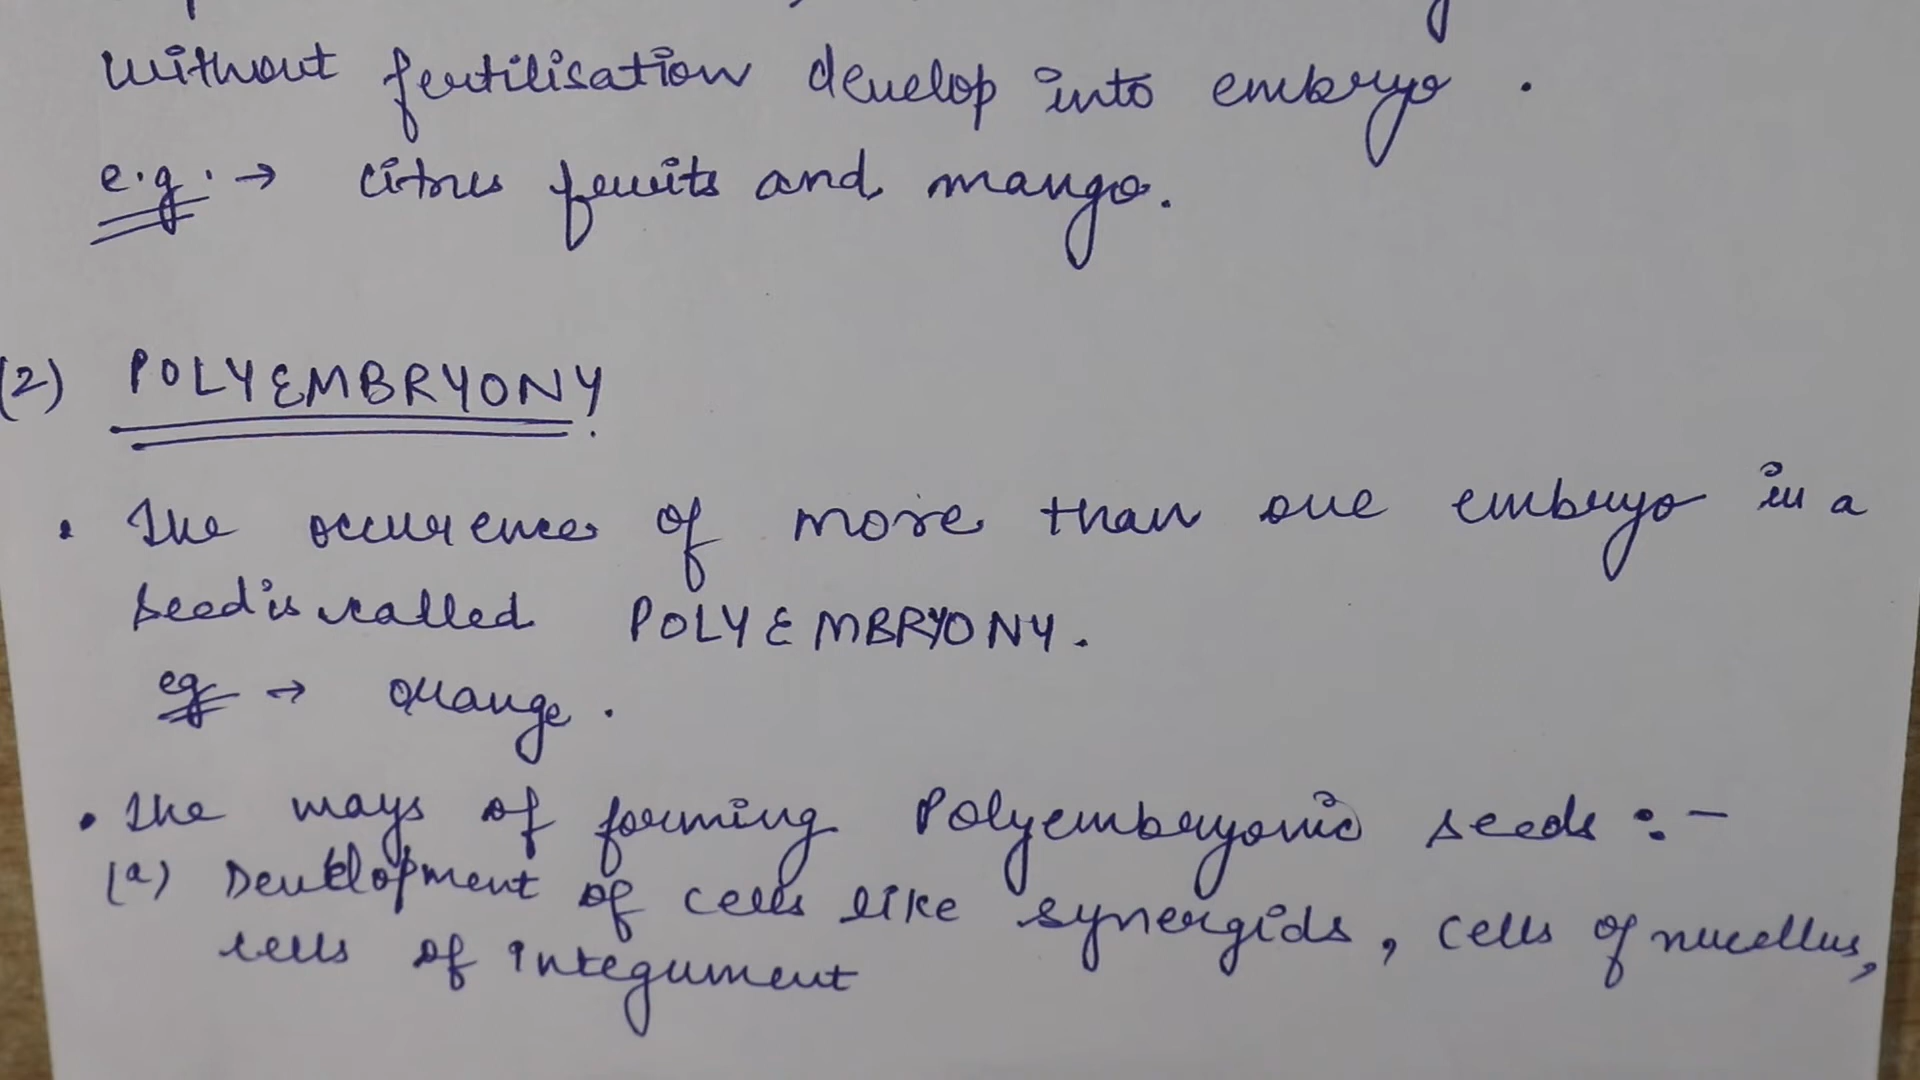 without fertilisation develop into embryo .
e.g. → citrus fruits and mango.
(2) POLYEMBRYONY.
• The occurence of more than one embryo in a
seed is called POLYEMBRYONY.
eg → orange .
• The ways of forming Polyembryonic seeds :-
(a) Development of cells like synergids, cells of nucellus,
cells of integument